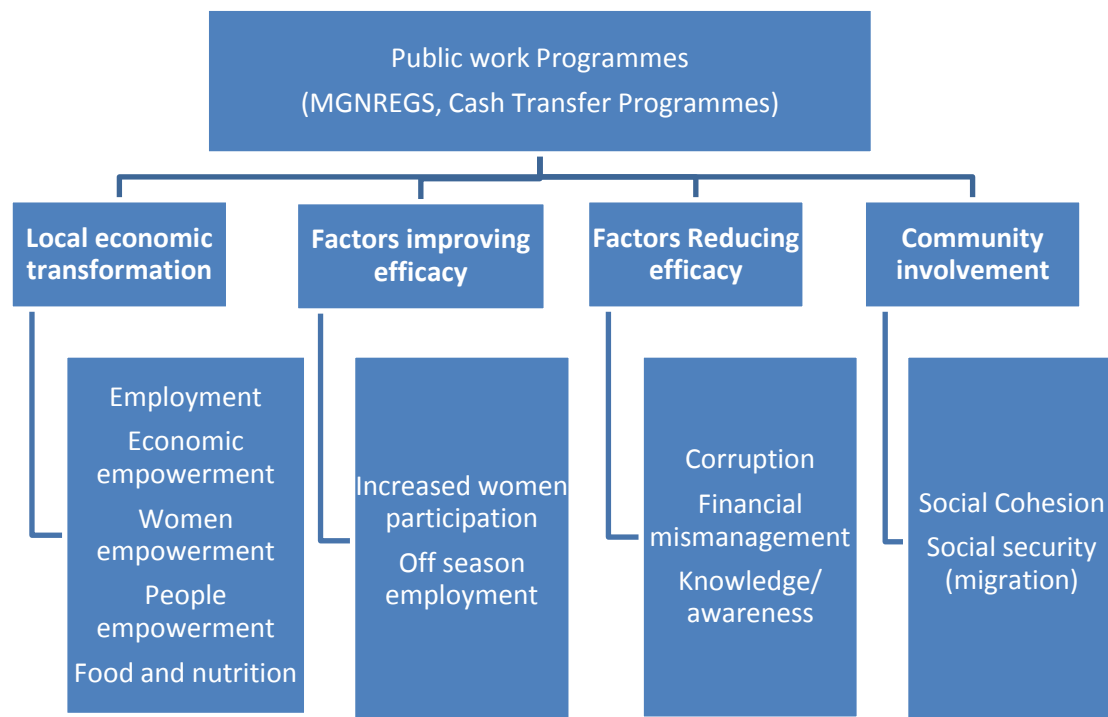 Public work Programmes
(MGNREGS, Cash Transfer Programmes)
Local economic
transformation
Factors improving
efficacy
Factors Reducing
efficacy
Community
involvement
Employment
Economic
empowerment
Women
empowerment
People
empowerment
Food and nutrition
Increased women
participation
Off season
employment
Corruption
Financial
mismanagement
Knowledge/
awareness
Social Cohesion
Social security
(migration)